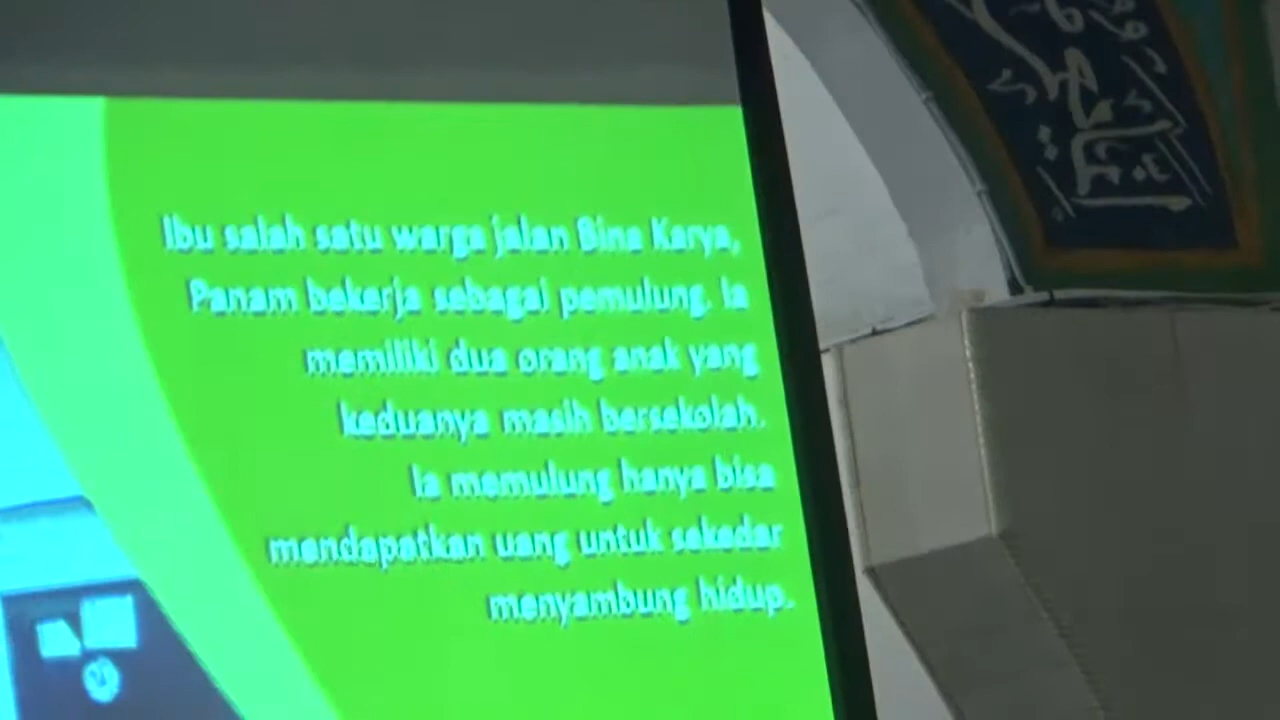 Ibu salah satu warga jalan Bina Karya,
Panam bekerja sebagai pemulung. Ia
memiliki dua orang anak yang
keduanya masih bersekolah.
Ia memulung hanya bisa
mendapatkan uang untuk sekedar
menyambung hidup.